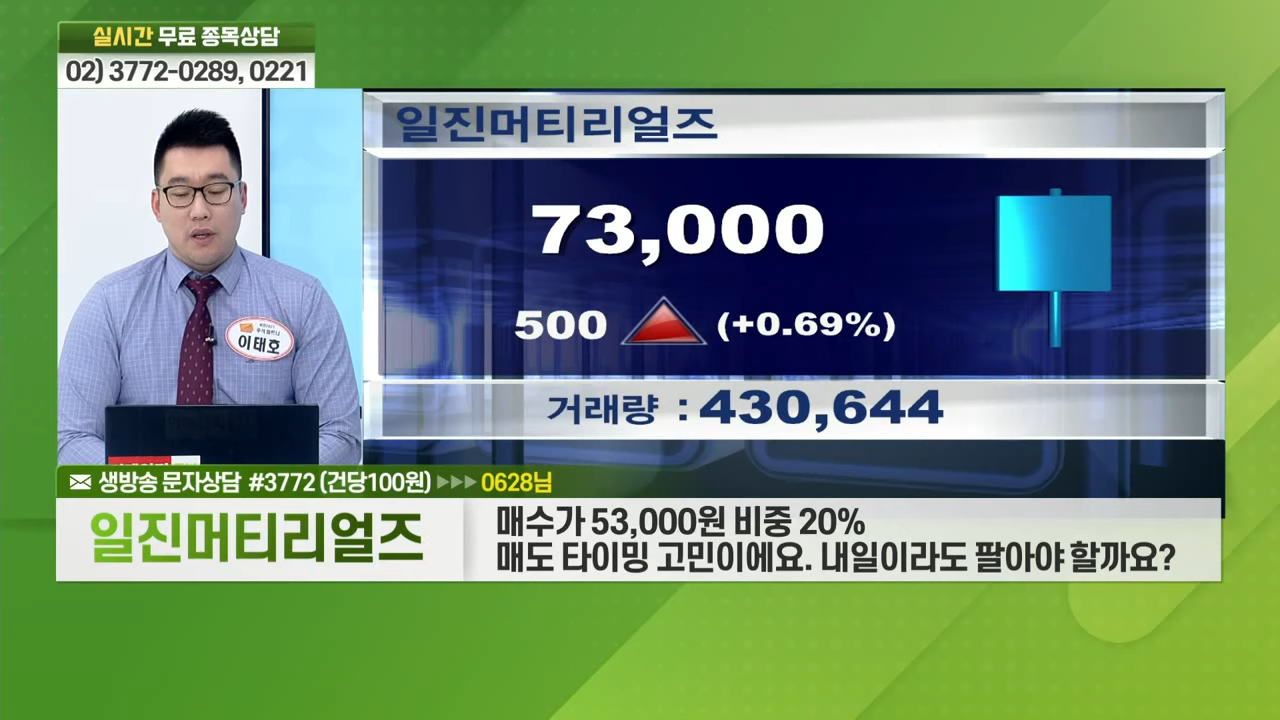 실시간 무료 종목상담
02) 3772-0289, 0221
일진머티리얼즈
73,000
500 (+0.69%)
이태호
거래량 : 430,644
생방송 문자상담 #3772 (건당100원) 0628님
일진머티리얼즈
매수가 53,000원 비중 20%
매도 타이밍 고민이에요. 내일이라도 팔아야 할까요?